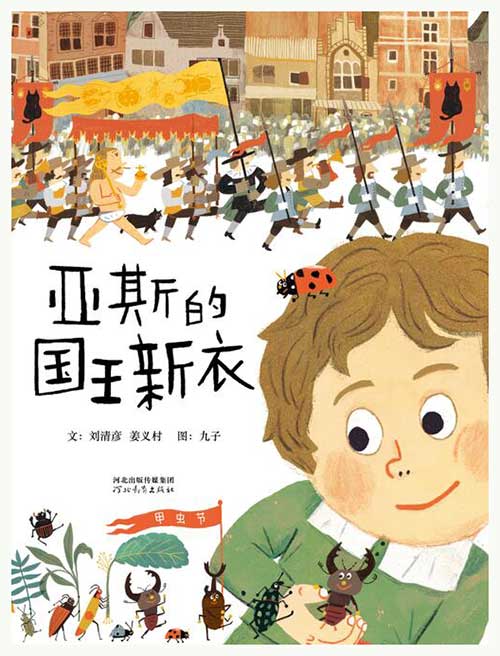 亚斯的
国王新衣
文：刘清彦 姜义村 图：九子
河北出版传媒集团
河北教育出版社
甲虫节